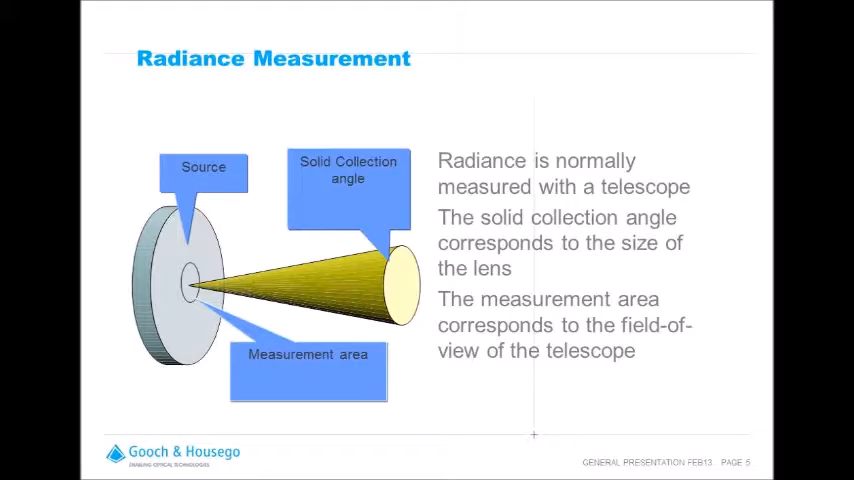 Radiance Measurement
Source
Solid Collection
angle
Measurement area
Radiance is normally
measured with a telescope
The solid collection angle
corresponds to the size of
the lens
The measurement area
corresponds to the field-of-
view of the telescope
Gooch & Housego
ENABLING OPTICAL TECHNOLOGIES
GENERAL PRESENTATION FEB13 PAGE 5